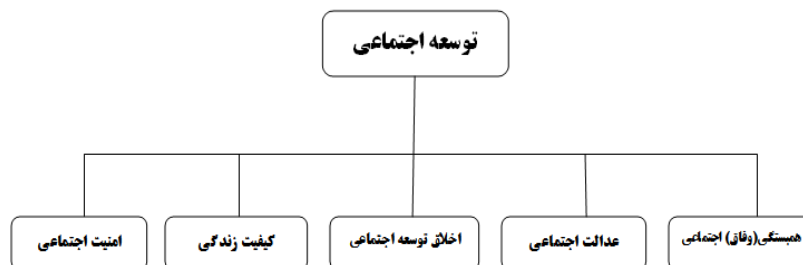 توسعه اجتماعی
همبستگی(وفاق) اجتماعی
عدالت اجتماعی
اخلاق توسعه اجتماعی
کیفیت زندگی
امنیت اجتماعی